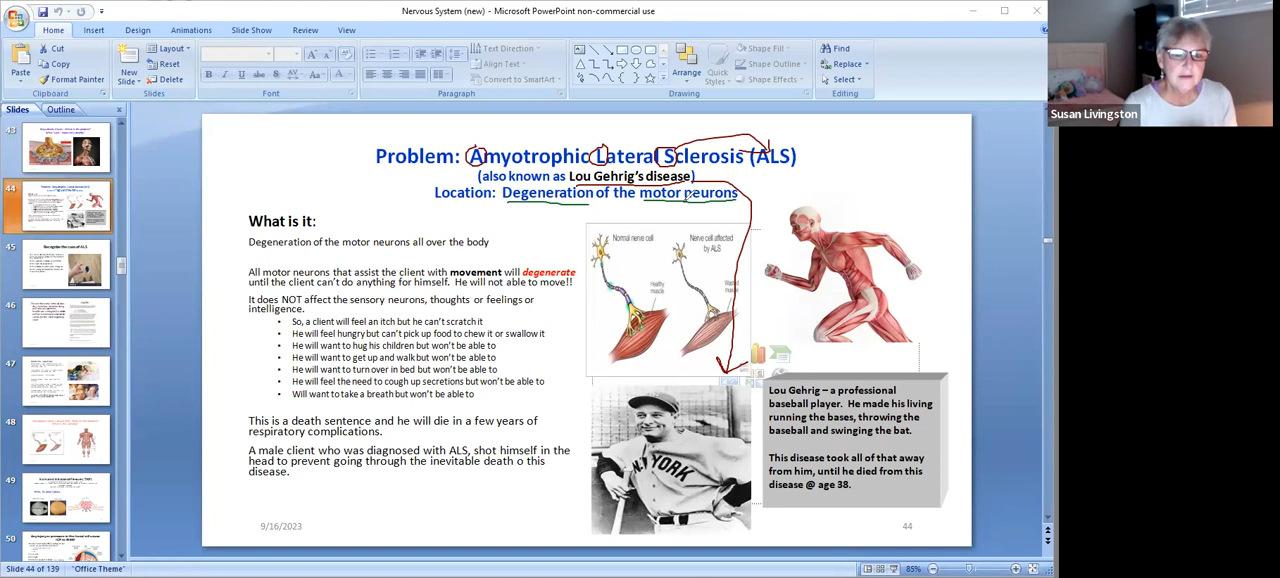 Nervous System (new) - Microsoft PowerPoint non-commercial use
Home Insert Design Animations Slide Show Review View
Paste
Cut
Copy
Format Painter
Clipboard
New Slide
Layout
Reset
Delete
Slides
Font
Text Direction
Align Text
Convert to SmartArt
Paragraph
Arrange
Quick Styles
Shape Fill
Shape Outline
Shape Effects
Drawing
Find
Replace
Select
Editing
Susan Livingston
Slides Outline
43
44
45
46
47
48
49
50
Problem: Amyotrophic Lateral Sclerosis (ALS)
(also known as Lou Gehrig's disease)
Location: Degeneration of the motor neurons
What is it:
Degeneration of the motor neurons all over the body
All motor neurons that assist the client with movement will degenerate
until the client can't do anything for himself. He will not able to move!!
It does NOT affect the sensory neurons, thoughts or feelings or
intelligence.
• So, a client will feel an itch but he can't scratch it
• He will feel hungry but can't pick up food to chew it or swallow it
• He will want to hug his children but won't be able to
• He will want to get up and walk but won't be able to
• He will want to turn over in bed but won't be able to
• He will feel the need to cough up secretions but won't be able to
• Will want to take a breath but won't be able to
This is a death sentence and he will die in a few years of
respiratory complications.
A male client who was diagnosed with ALS, shot himself in the
head to prevent going through the inevitable death o this
disease.
Normal nerve cell
Nerve cell affected
by ALS
Healthy
muscle
Lou Gehrig – a professional
baseball player. He made his living
running the bases, throwing the
baseball and swinging the bat.
This disease took all of that away
from him, until he died from this
disease @ age 38.
9/16/2023
44
Slide 44 of 139 "Office Theme" 85%